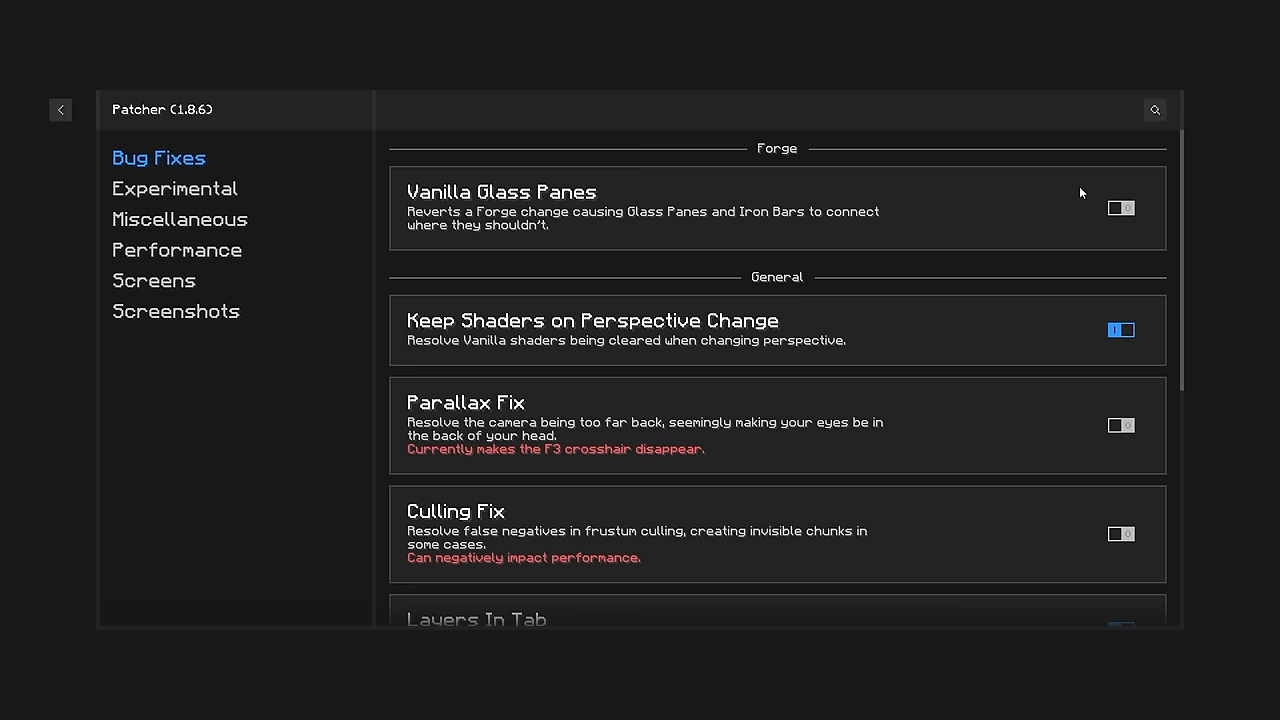 Patcher (1.8.6)
Bug Fixes
Experimental
Miscellaneous
Performance
Screens
Screenshots
Forge
Vanilla Glass Panes
Reverts a Forge change causing Glass Panes and Iron Bars to connect
where they shouldn't.
General
Keep Shaders on Perspective Change
Resolve Vanilla shaders being cleared when changing perspective.
Parallax Fix
Resolve the camera being too far back, seemingly making your eyes be in
the back of your head.
Currently makes the F3 crosshair disappear.
Culling Fix
Resolve false negatives in frustum culling, creating invisible chunks in
some cases.
Can negatively impact performance.
Layers In Tab